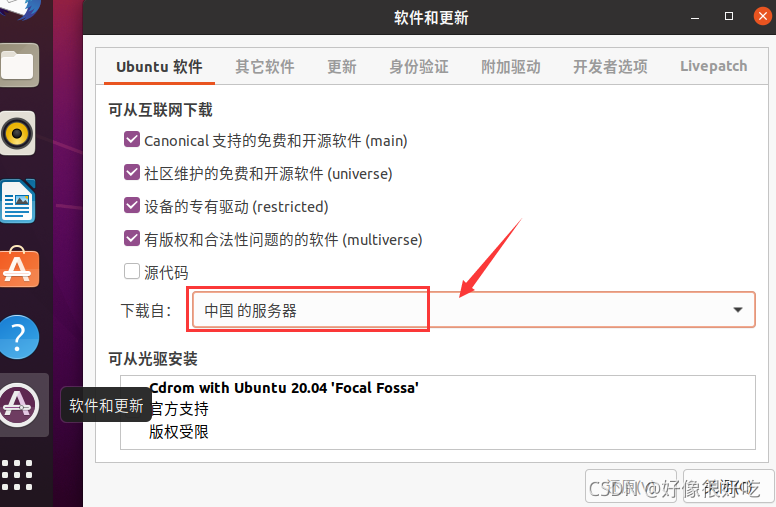 软件和更新
Ubuntu 软件 其它软件 更新 身份验证 附加驱动 开发者选项 Livepatch
可从互联网下载
Canonical 支持的免费和开源软件 (main)
社区维护的免费和开源软件 (universe)
设备的专有驱动 (restricted)
有版权和合法性问题的的软件 (multiverse)
源代码
下载自： 中国 的服务器
可从光驱安装
Cdrom with Ubuntu 20.04 'Focal Fossa'
软件和更新
官方支持
版权受限
CSDN @好像很好吃